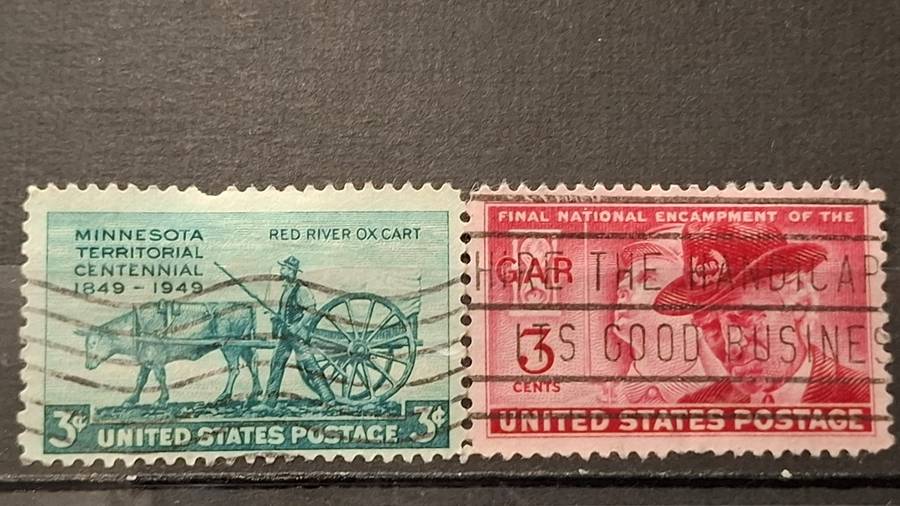 MINNESOTA
TERRITORIAL
CENTENNIAL
1849 - 1949
RED RIVER OX CART
3¢ UNITED STATES POSTAGE 3¢
FINAL NATIONAL ENCAMPMENT OF THE
GAR
THE HANDICAP
3
ITS GOOD BUSINES
CENTS
UNITED STATES POSTAGE